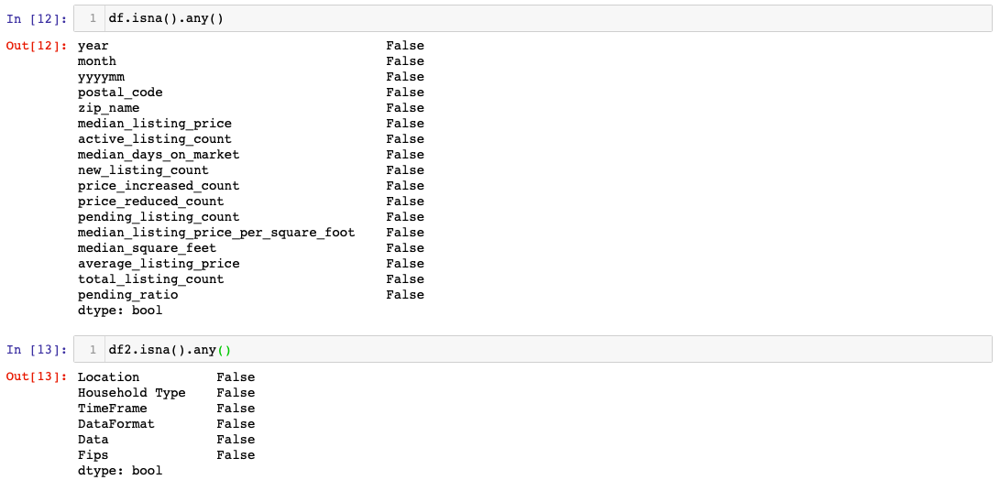 In [12]: 1 df.isna().any()
Out[12]: year False
month False
yyyymm False
postal_code False
zip_name False
median_listing_price False
active_listing_count False
median_days_on_market False
new_listing_count False
price_increased_count False
price_reduced_count False
pending_listing_count False
median_listing_price_per_square_foot False
median_square_feet False
average_listing_price False
total_listing_count False
pending_ratio False
dtype: bool
In [13]: 1 df2.isna().any()
Out[13]: Location False
Household Type False
TimeFrame False
DataFormat False
Data False
Fips False
dtype: bool